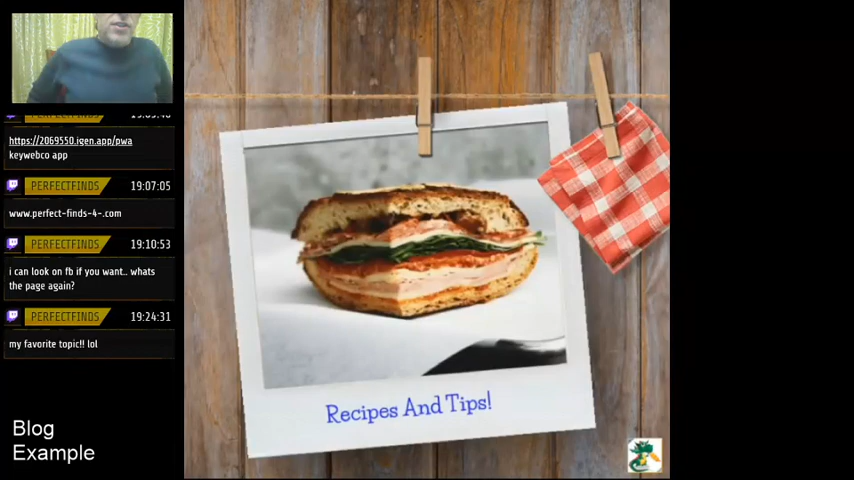 https://2069550.igen.app/pwa
keywebco app
PERFECTFINDS 19:07:05
www.perfect-finds-4-.com
PERFECTFINDS 19:10:53
i can look on fb if you want.. whats
the page again?
PERFECTFINDS 19:24:31
my favorite topic!! lol
Blog
Example
Recipes And Tips!